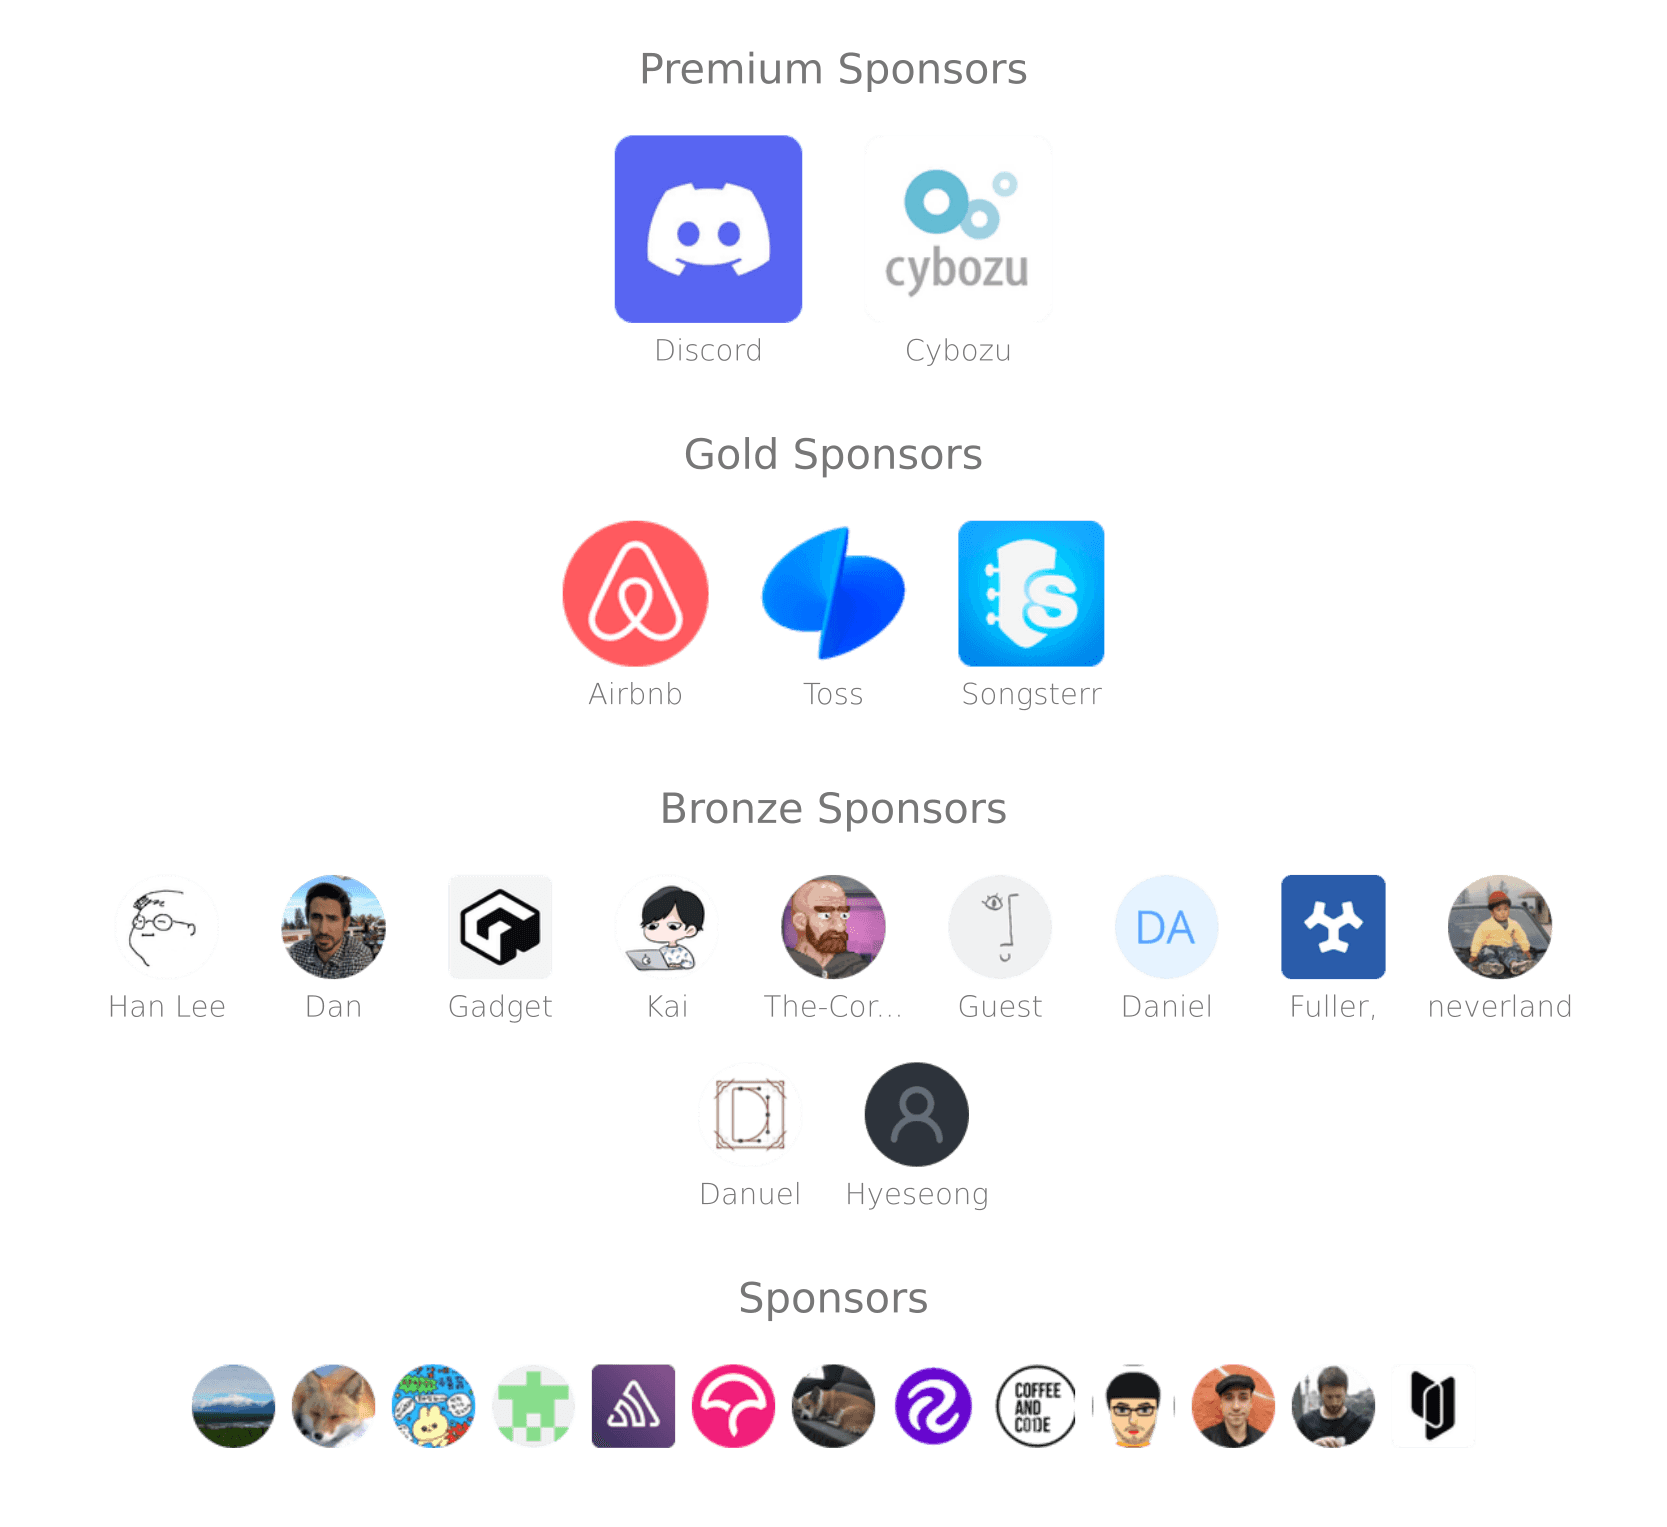 Premium Sponsors
cybozu
Discord Cybozu
Gold Sponsors
S
Airbnb Toss Songsterr
Bronze Sponsors
DA
Han Lee Dan Gadget Kai The-Cor... Guest Daniel Fuller, neverland
D
Danuel Hyeseong
Sponsors
COFFEE
AND
CODE